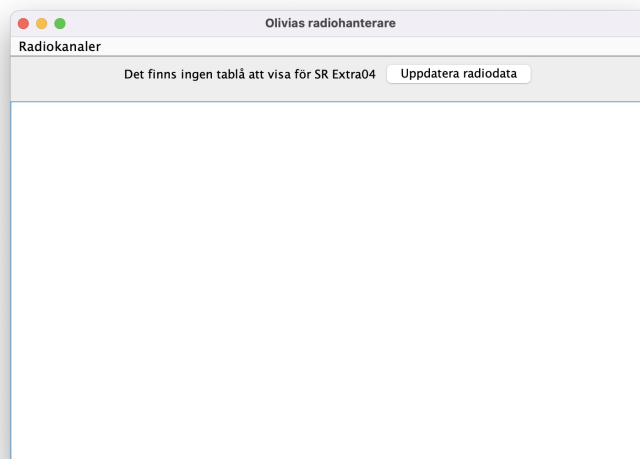 Olivias radiohanterare
Radiokanaler
Det finns ingen tablå att visa för SR Extra04 Uppdatera radiodata